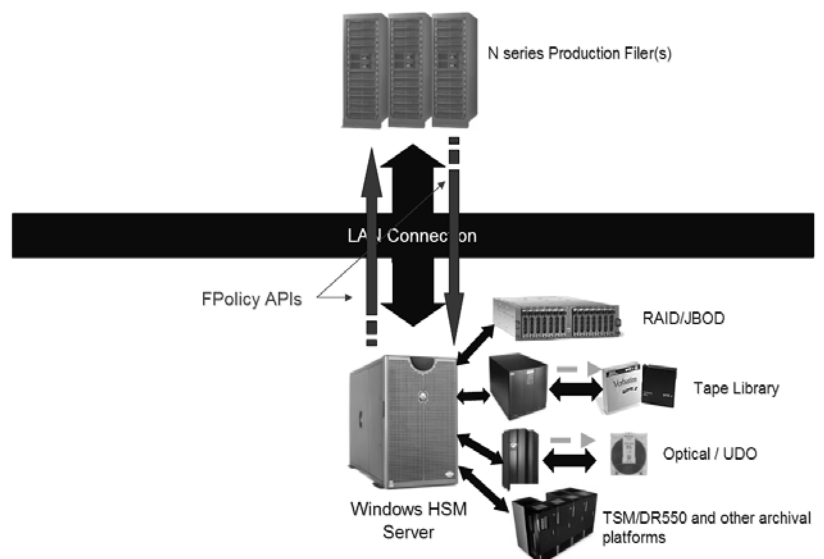 N series Production Filer(s)
LAN Connection
FPolicy APIs
RAID/JBOD
Verbatim
Tape Library
Optical / UDO
Windows HSM
Server
TSM/DR550 and other archival
platforms